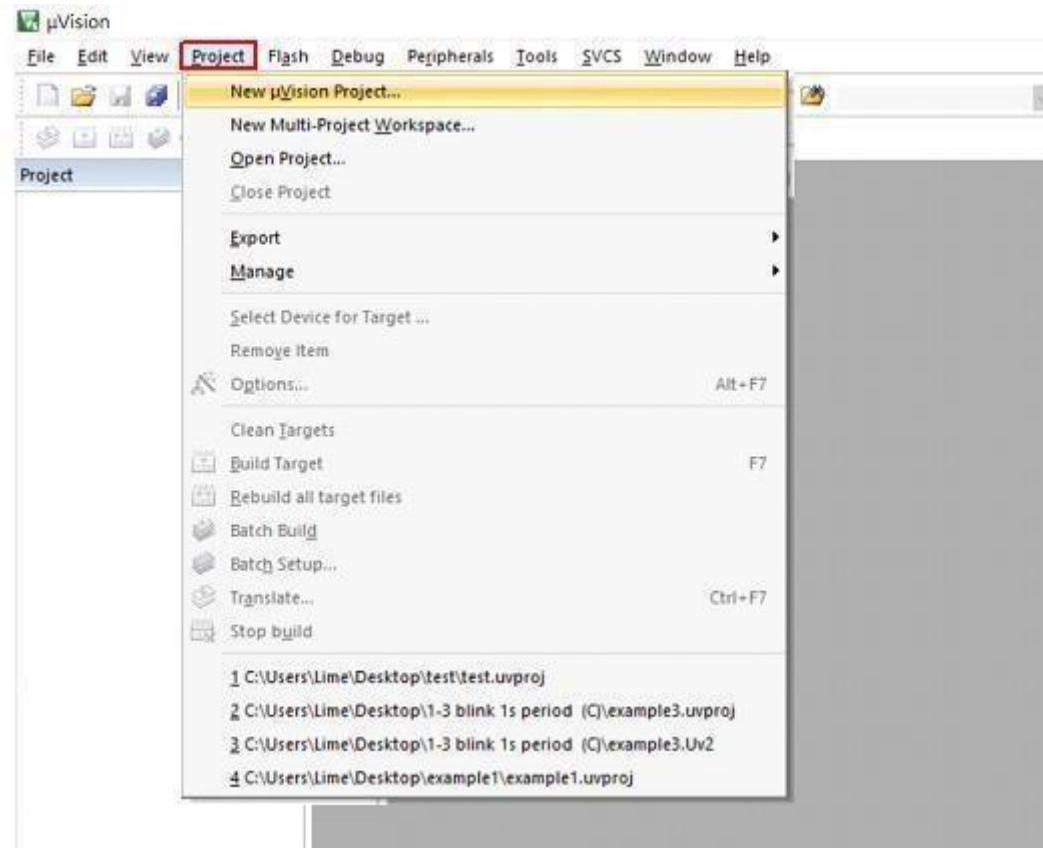 µVision
File Edit View Project Flash Debug Peripherals Tools SVCS Window Help
New µVision Project...
New Multi-Project Workspace...
Project
Open Project...
Close Project
Export
Manage
Select Device for Target ...
Remove Item
Options... Alt+F7
Clean Targets
Build Target F7
Rebuild all target files
Batch Build
Batch Setup...
Translate... Ctrl+F7
Stop build
1 C:\Users\Lime\Desktop\test\test.uvproj
2 C:\Users\Lime\Desktop\1-3 blink 1s period  (C)\example3.uvproj
3 C:\Users\Lime\Desktop\1-3 blink 1s period  (C)\example3.Uv2
4 C:\Users\Lime\Desktop\example1\example1.uvproj